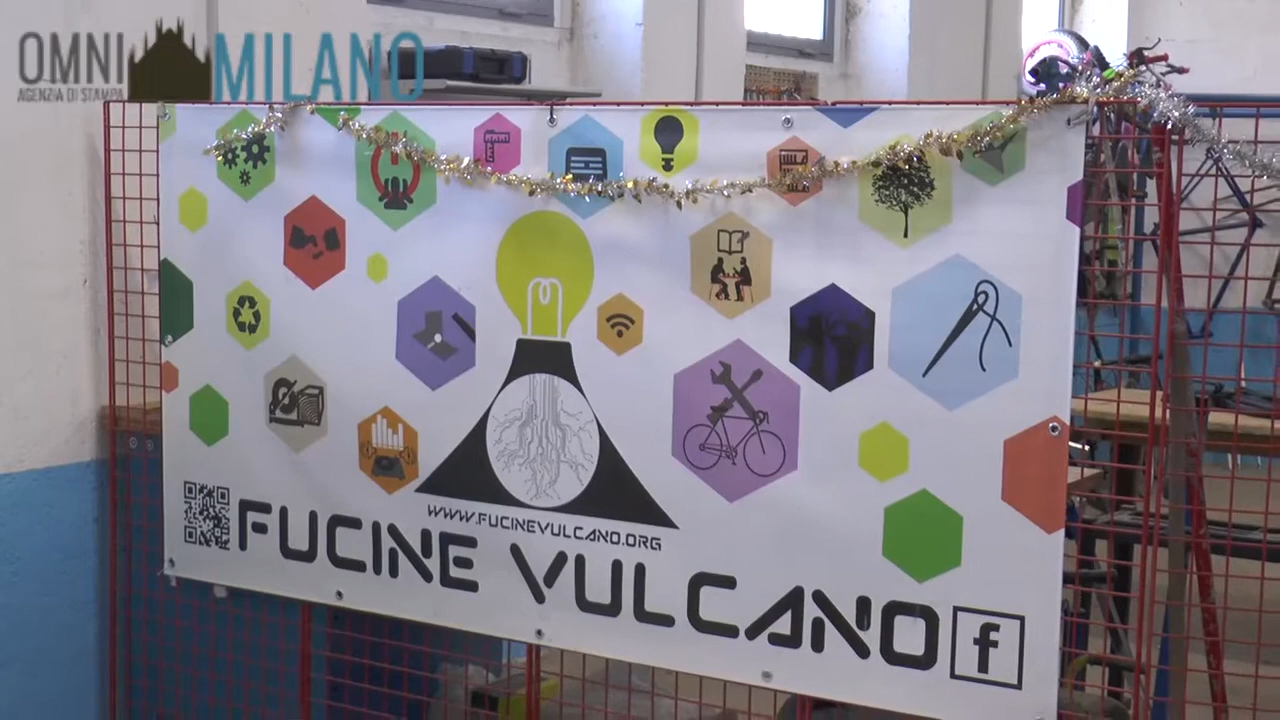 OMNI MILANO
AGENZIA DI STAMPA
WWW.FUCINEVULCANO.ORG
FUCINE VULCANO f